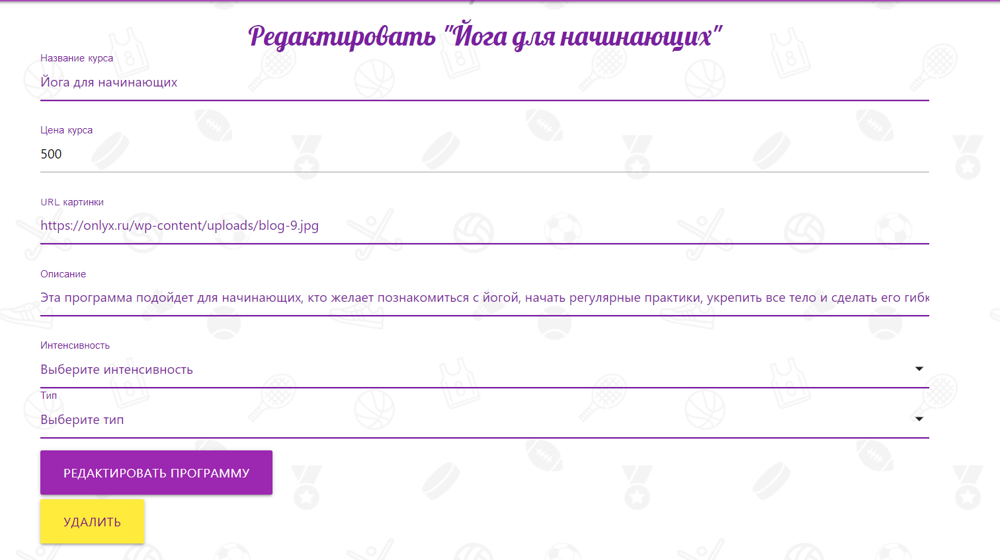 Редактировать "Йога для начинающих"
Название курса
Йога для начинающих
Цена курса
500
URL картинки
https://onlyx.ru/wp-content/uploads/blog-9.jpg
Описание
Эта программа подойдет для начинающих, кто желает познакомиться с йогой, начать регулярные практики, укрепить все тело и сделать его гибк
Интенсивность
Выберите интенсивность
Тип
Выберите тип
РЕДАКТИРОВАТЬ ПРОГРАММУ
УДАЛИТЬ